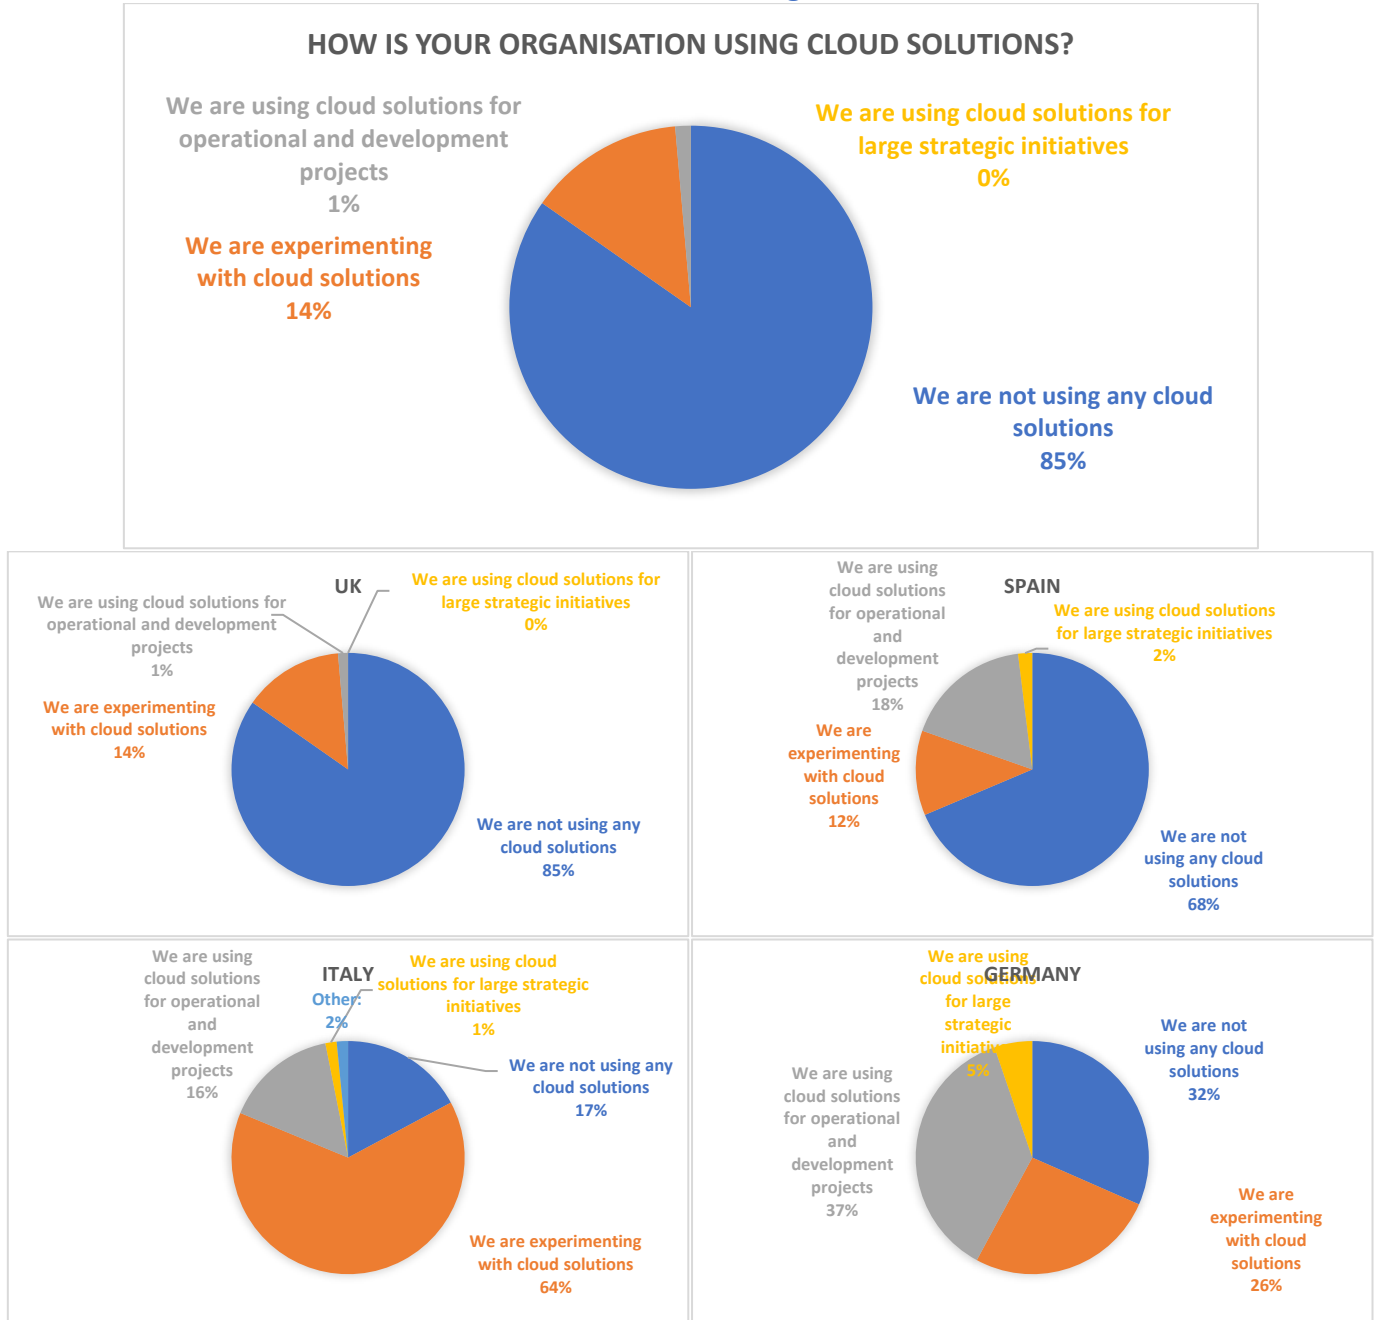 HOW IS YOUR ORGANISATION USING CLOUD SOLUTIONS?
We are using cloud solutions for
operational and development
projects
1%
We are using cloud solutions for
large strategic initiatives
0%
We are experimenting
with cloud solutions
14%
We are not using any cloud
solutions
85%
UK
We are using cloud solutions for
operational and development
projects
1%
We are using cloud solutions for
large strategic initiatives
0%
We are experimenting
with cloud solutions
14%
We are not using any
cloud solutions
85%
SPAIN
We are using
cloud solutions
for operational
and
development
projects
18%
We are using cloud solutions
for large strategic initiatives
2%
We are
experimenting
with cloud
solutions
12%
We are not
using any cloud
solutions
68%
ITALY
We are using
cloud solutions
for operational
and
development
projects
16%
Other:
2%
We are using cloud
solutions for large strategic
initiatives
1%
We are not using any
cloud solutions
17%
We are experimenting
with cloud solutions
64%
GERMANY
We are using
cloud solutions
for large
strategic
initiatives
5%
We are not
using any cloud
solutions
32%
We are using
cloud solutions
for operational
and
development
projects
37%
We are
experimenting
with cloud
solutions
26%